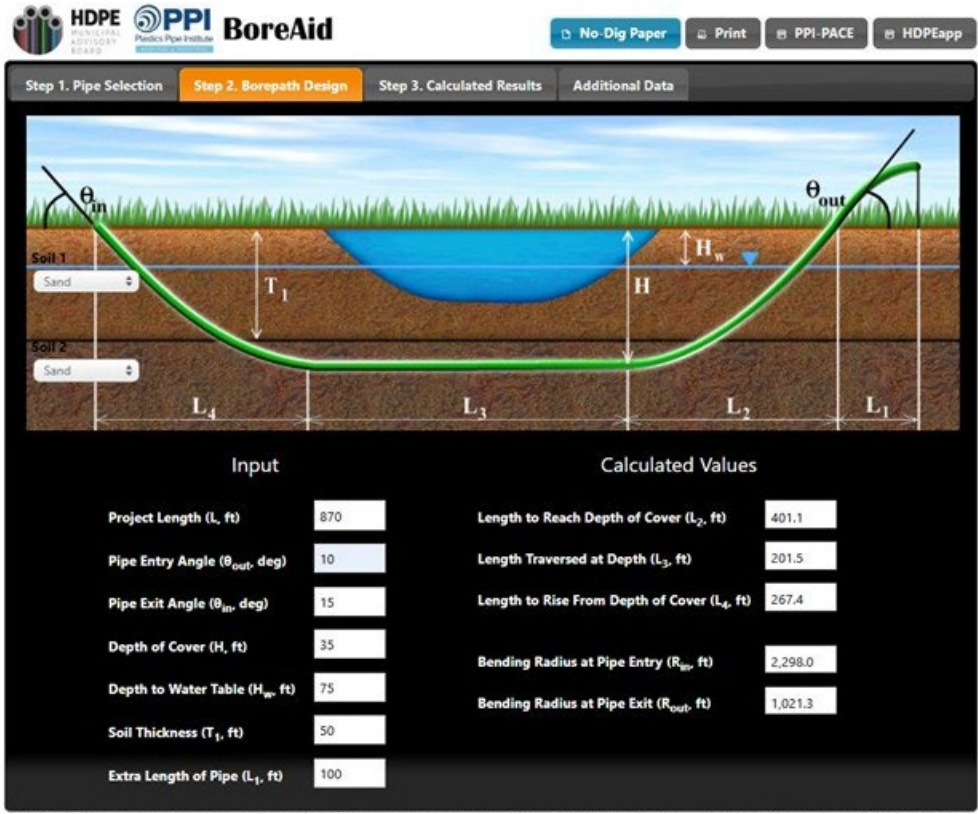 HDPE MUNICIPAL ADVISORY BOARD
PPI Plastics Pipe Institute
BoreAid
No-Dig Paper Print PPI-PACE HDPEapp
Step 1. Pipe Selection Step 2. Borepath Design Step 3. Calculated Results Additional Data
θin θout
Soil 1
Sand
T1 H Hw
Soil 2
Sand
L4 L3 L2 L1
Input
Project Length (L, ft) 870
Pipe Entry Angle (θout, deg) 10
Pipe Exit Angle (θin, deg) 15
Depth of Cover (H, ft) 35
Depth to Water Table (Hw, ft) 75
Soil Thickness (T1, ft) 50
Extra Length of Pipe (L1, ft) 100
Calculated Values
Length to Reach Depth of Cover (L2, ft) 401.1
Length Traversed at Depth (L3, ft) 201.5
Length to Rise From Depth of Cover (L4, ft) 267.4
Bending Radius at Pipe Entry (Rin, ft) 2,298.0
Bending Radius at Pipe Exit (Rout, ft) 1,021.3